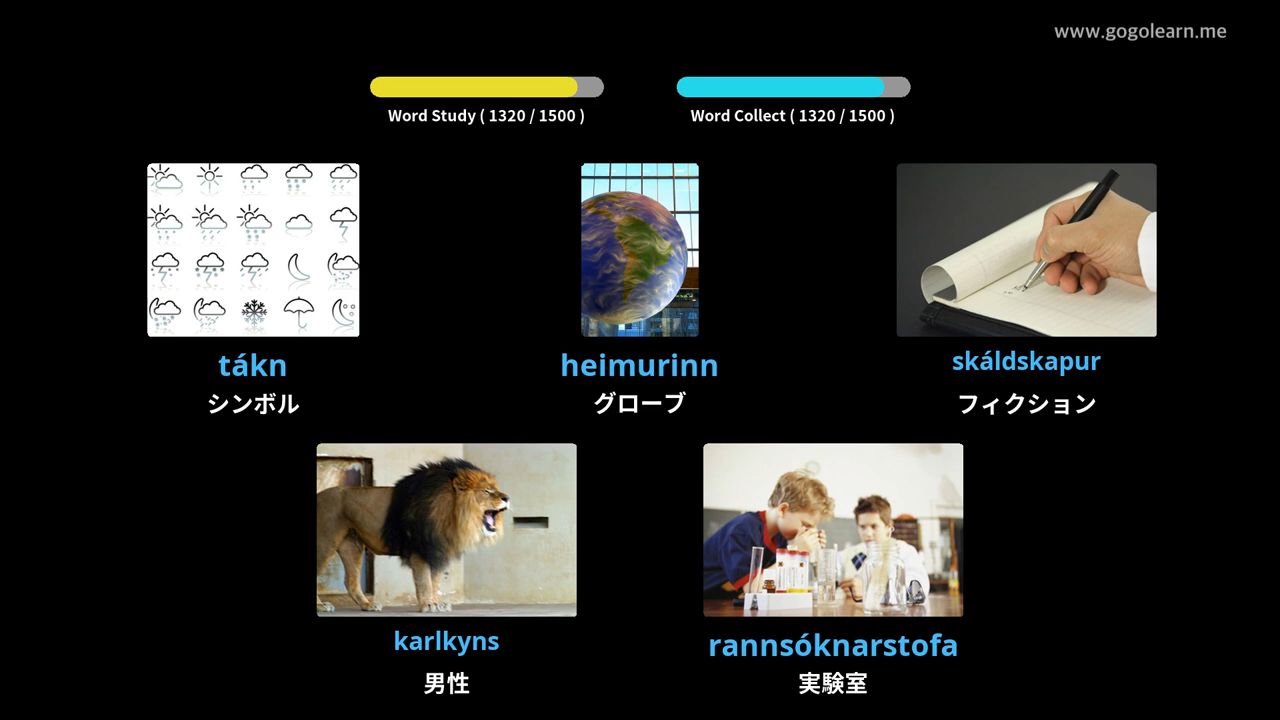 www.gogolearn.me
Word Study ( 1320 / 1500 )
Word Collect ( 1320 / 1500 )
tákn
シンボル
heimurinn
グローブ
skáldskapur
フィクション
karlkyns
男性
rannsóknarstofa
実験室